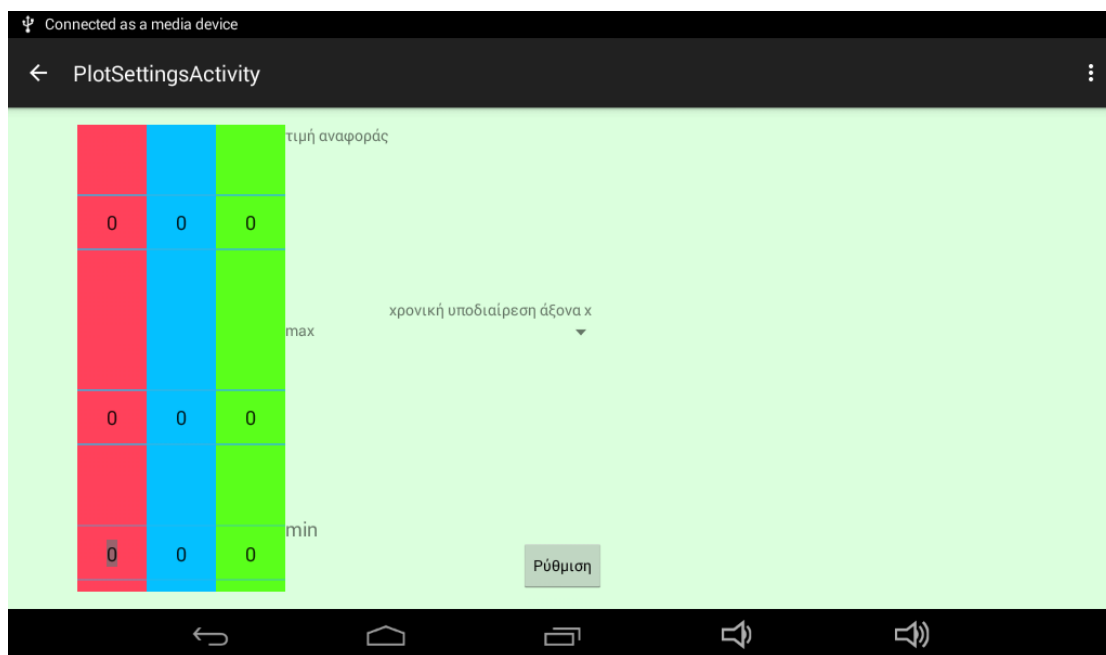 Connected as a media device
PlotSettingsActivity
τιμή αναφοράς
0 0 0
χρονική υποδιαίρεση άξονα x
max
0 0 0
min
0 0 0
Ρύθμιση